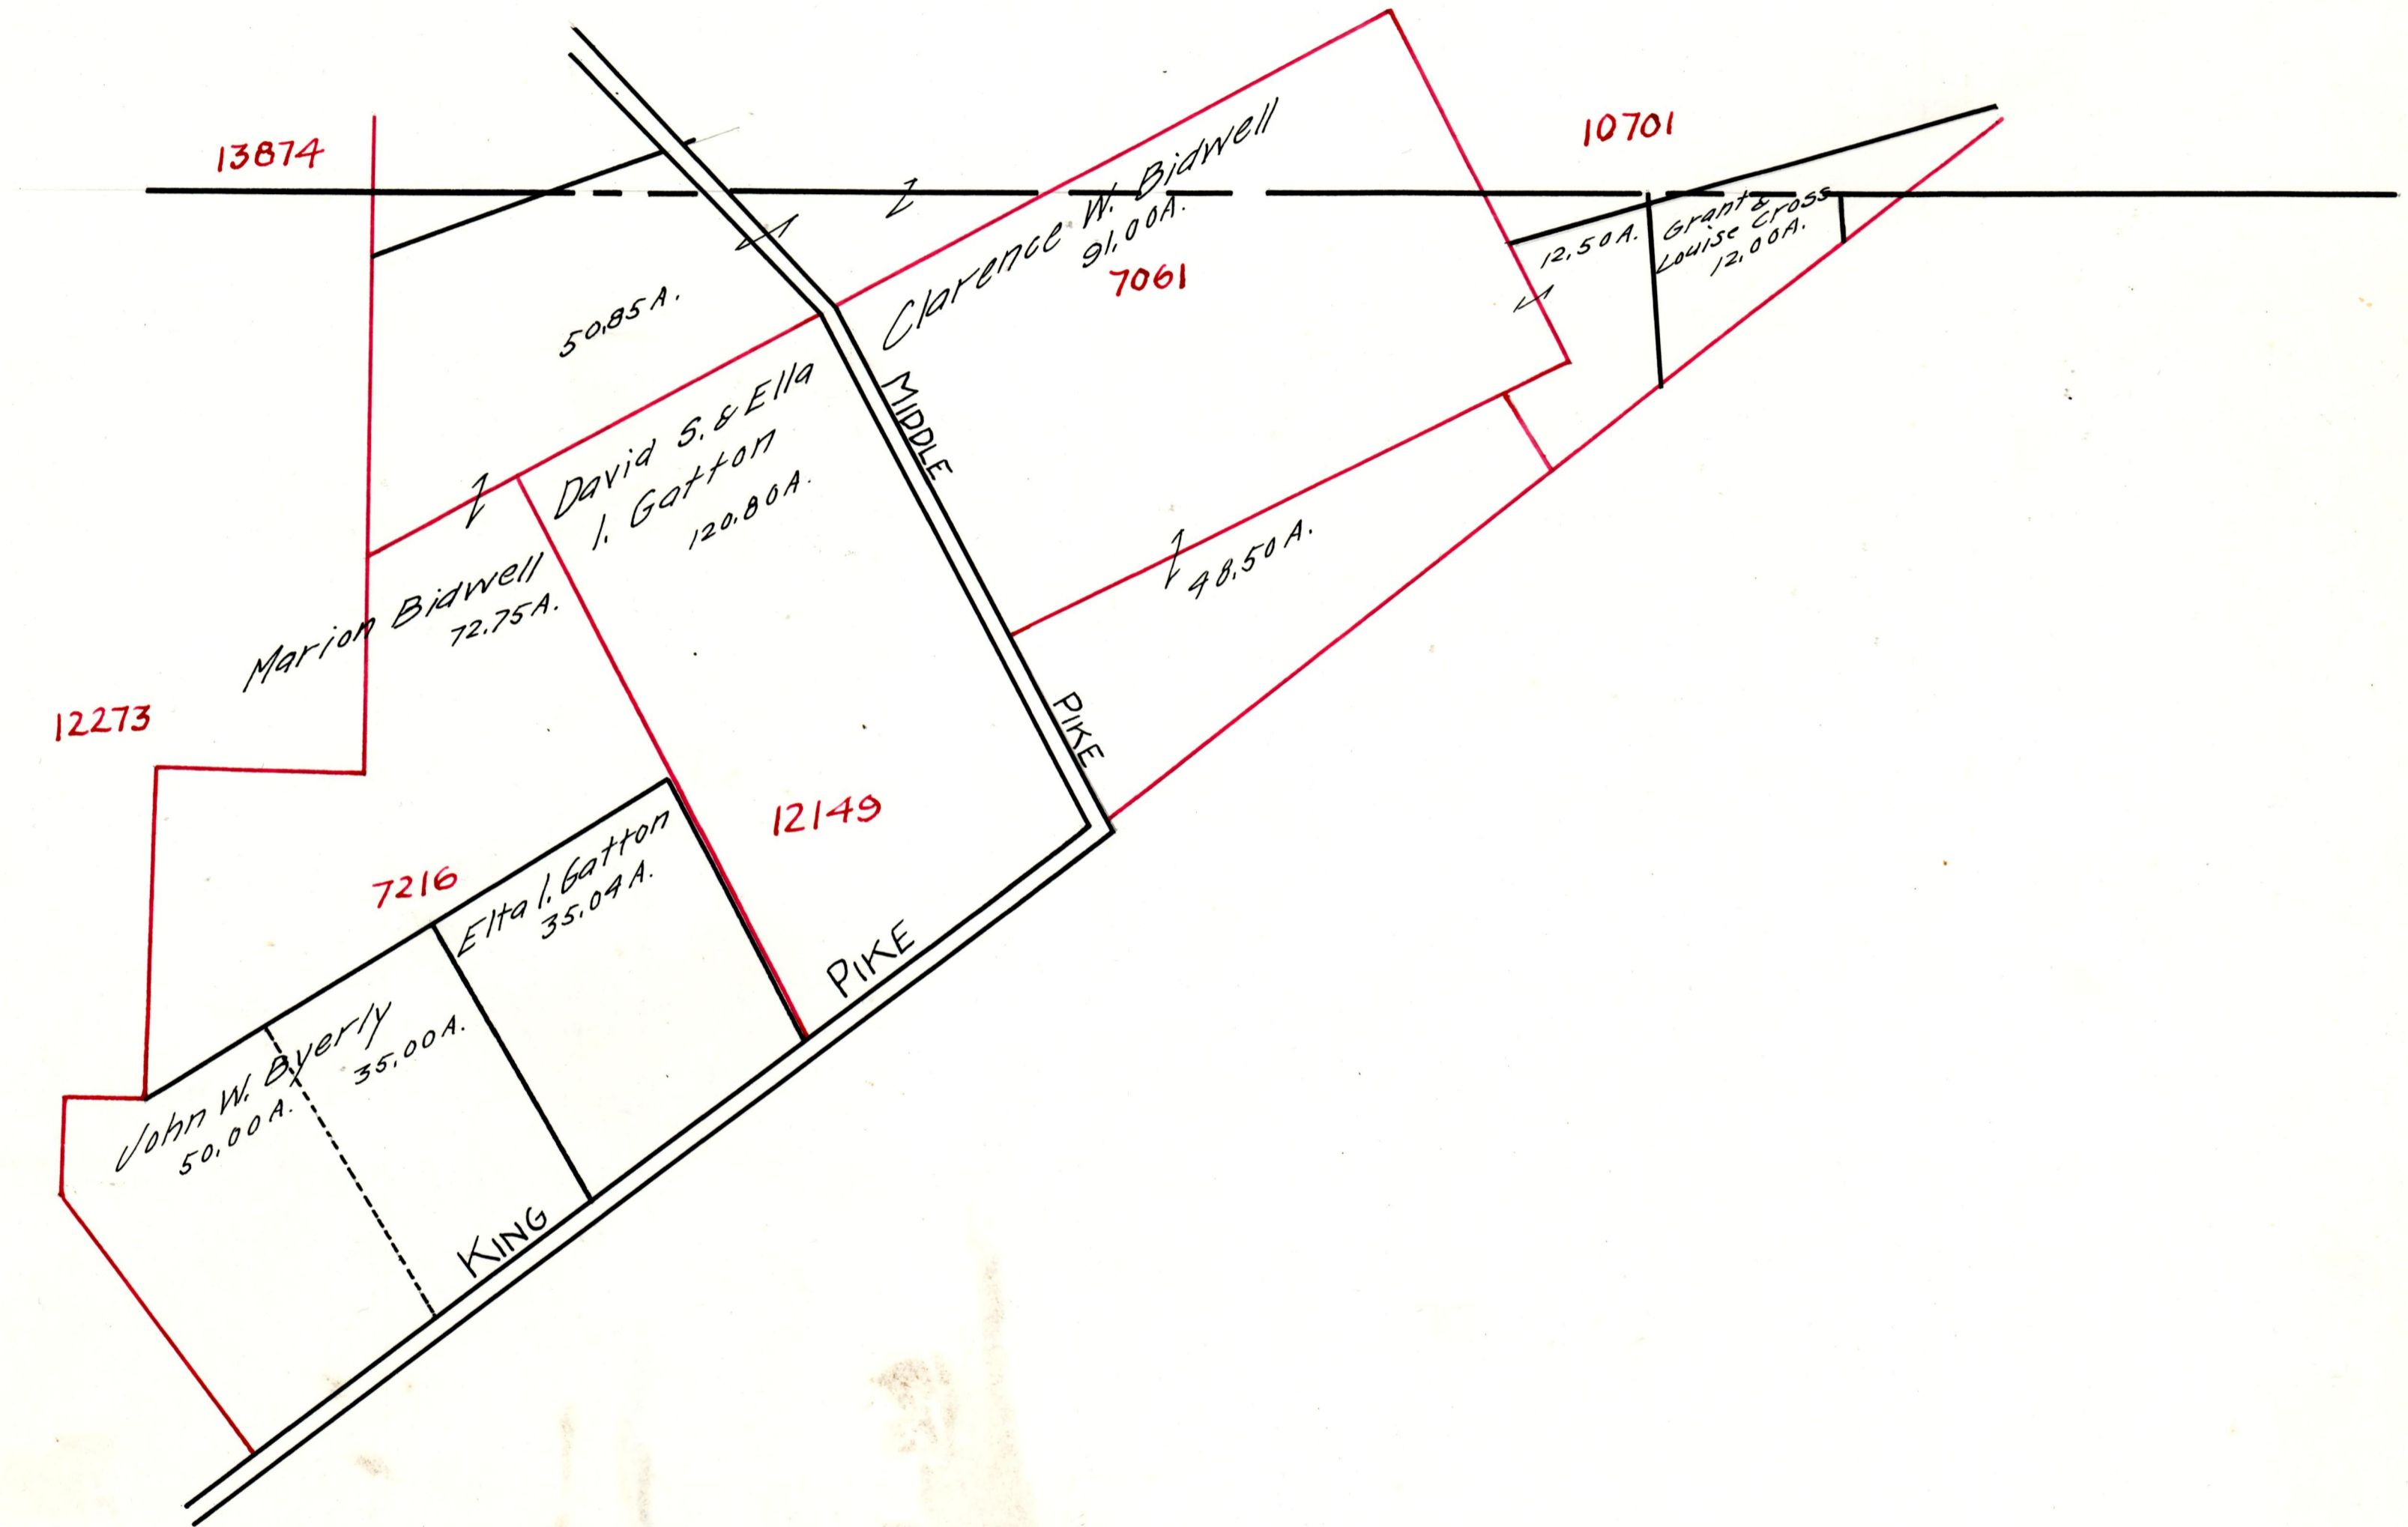 13874
10701
Clarence W. Bidwell
91.00A.
7061
12.50A.
Grant &
Louise Cross
12.00A.
50.85A.
David S. & Ella
I. Gatton
120.80A.
MIDDLE
PIKE
48.50A.
Marion Bidwell
72.75A.
12273
12149
7216
Elta I. Gatton
35.04A.
John W. Byerly
50.00A.
35.00A.
KING
PIKE